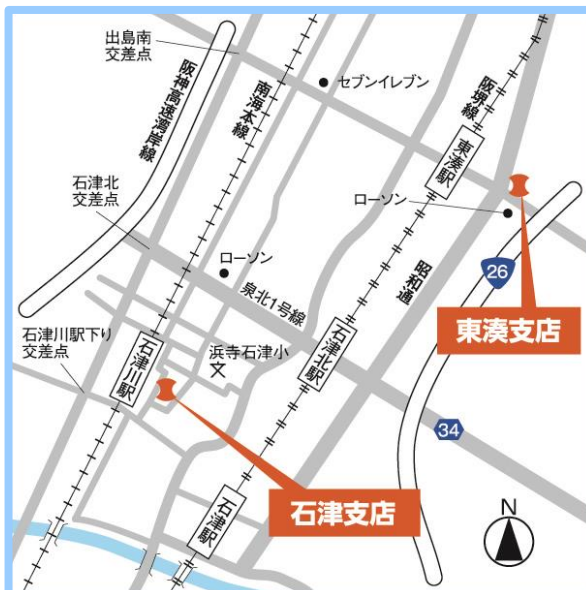 出島南
交差点
阪神高速湾岸線
南海本線
セブンイレブン
阪堺線
東湊駅
石津北
交差点
ローソン
ローソン
泉北1号線
昭和通
26
東湊支店
石津川駅下り
交差点
石津川駅
浜寺石津小
文
石津北駅
34
石津支店
石津駅
N